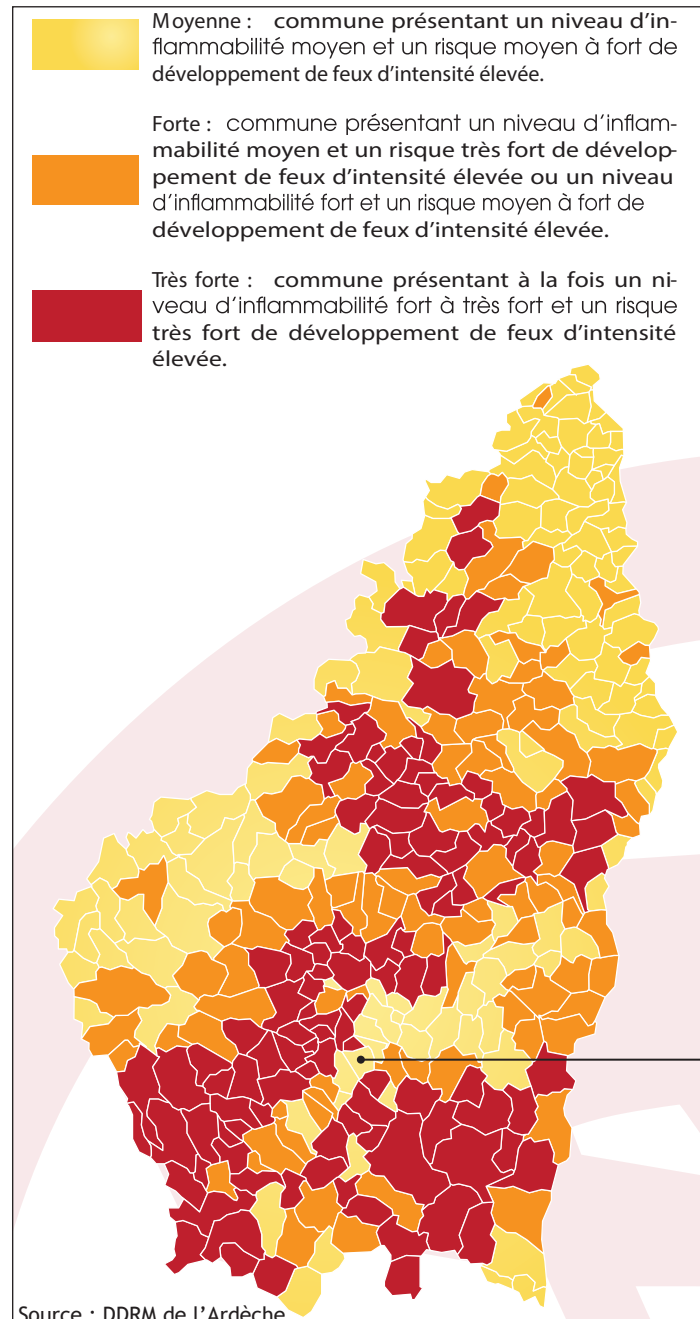 Moyenne : commune présentant un niveau d'in-
flammabilité moyen et un risque moyen à fort de
développement de feux d'intensité élevée.
Forte : commune présentant un niveau d'inflam-
mabilité moyen et un risque très fort de dévelop-
pement de feux d'intensité élevée ou un niveau
d'inflammabilité fort et un risque moyen à fort de
développement de feux d'intensité élevée.
Très forte : commune présentant à la fois un ni-
veau d'inflammabilité fort à très fort et un risque
très fort de développement de feux d'intensité
élevée.
Source : DDRM de l'Ardèche